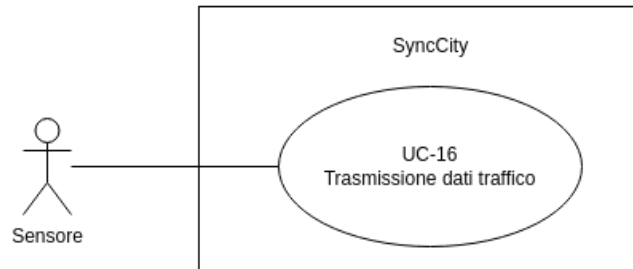 SyncCity
UC-16
Trasmissione dati traffico
Sensore